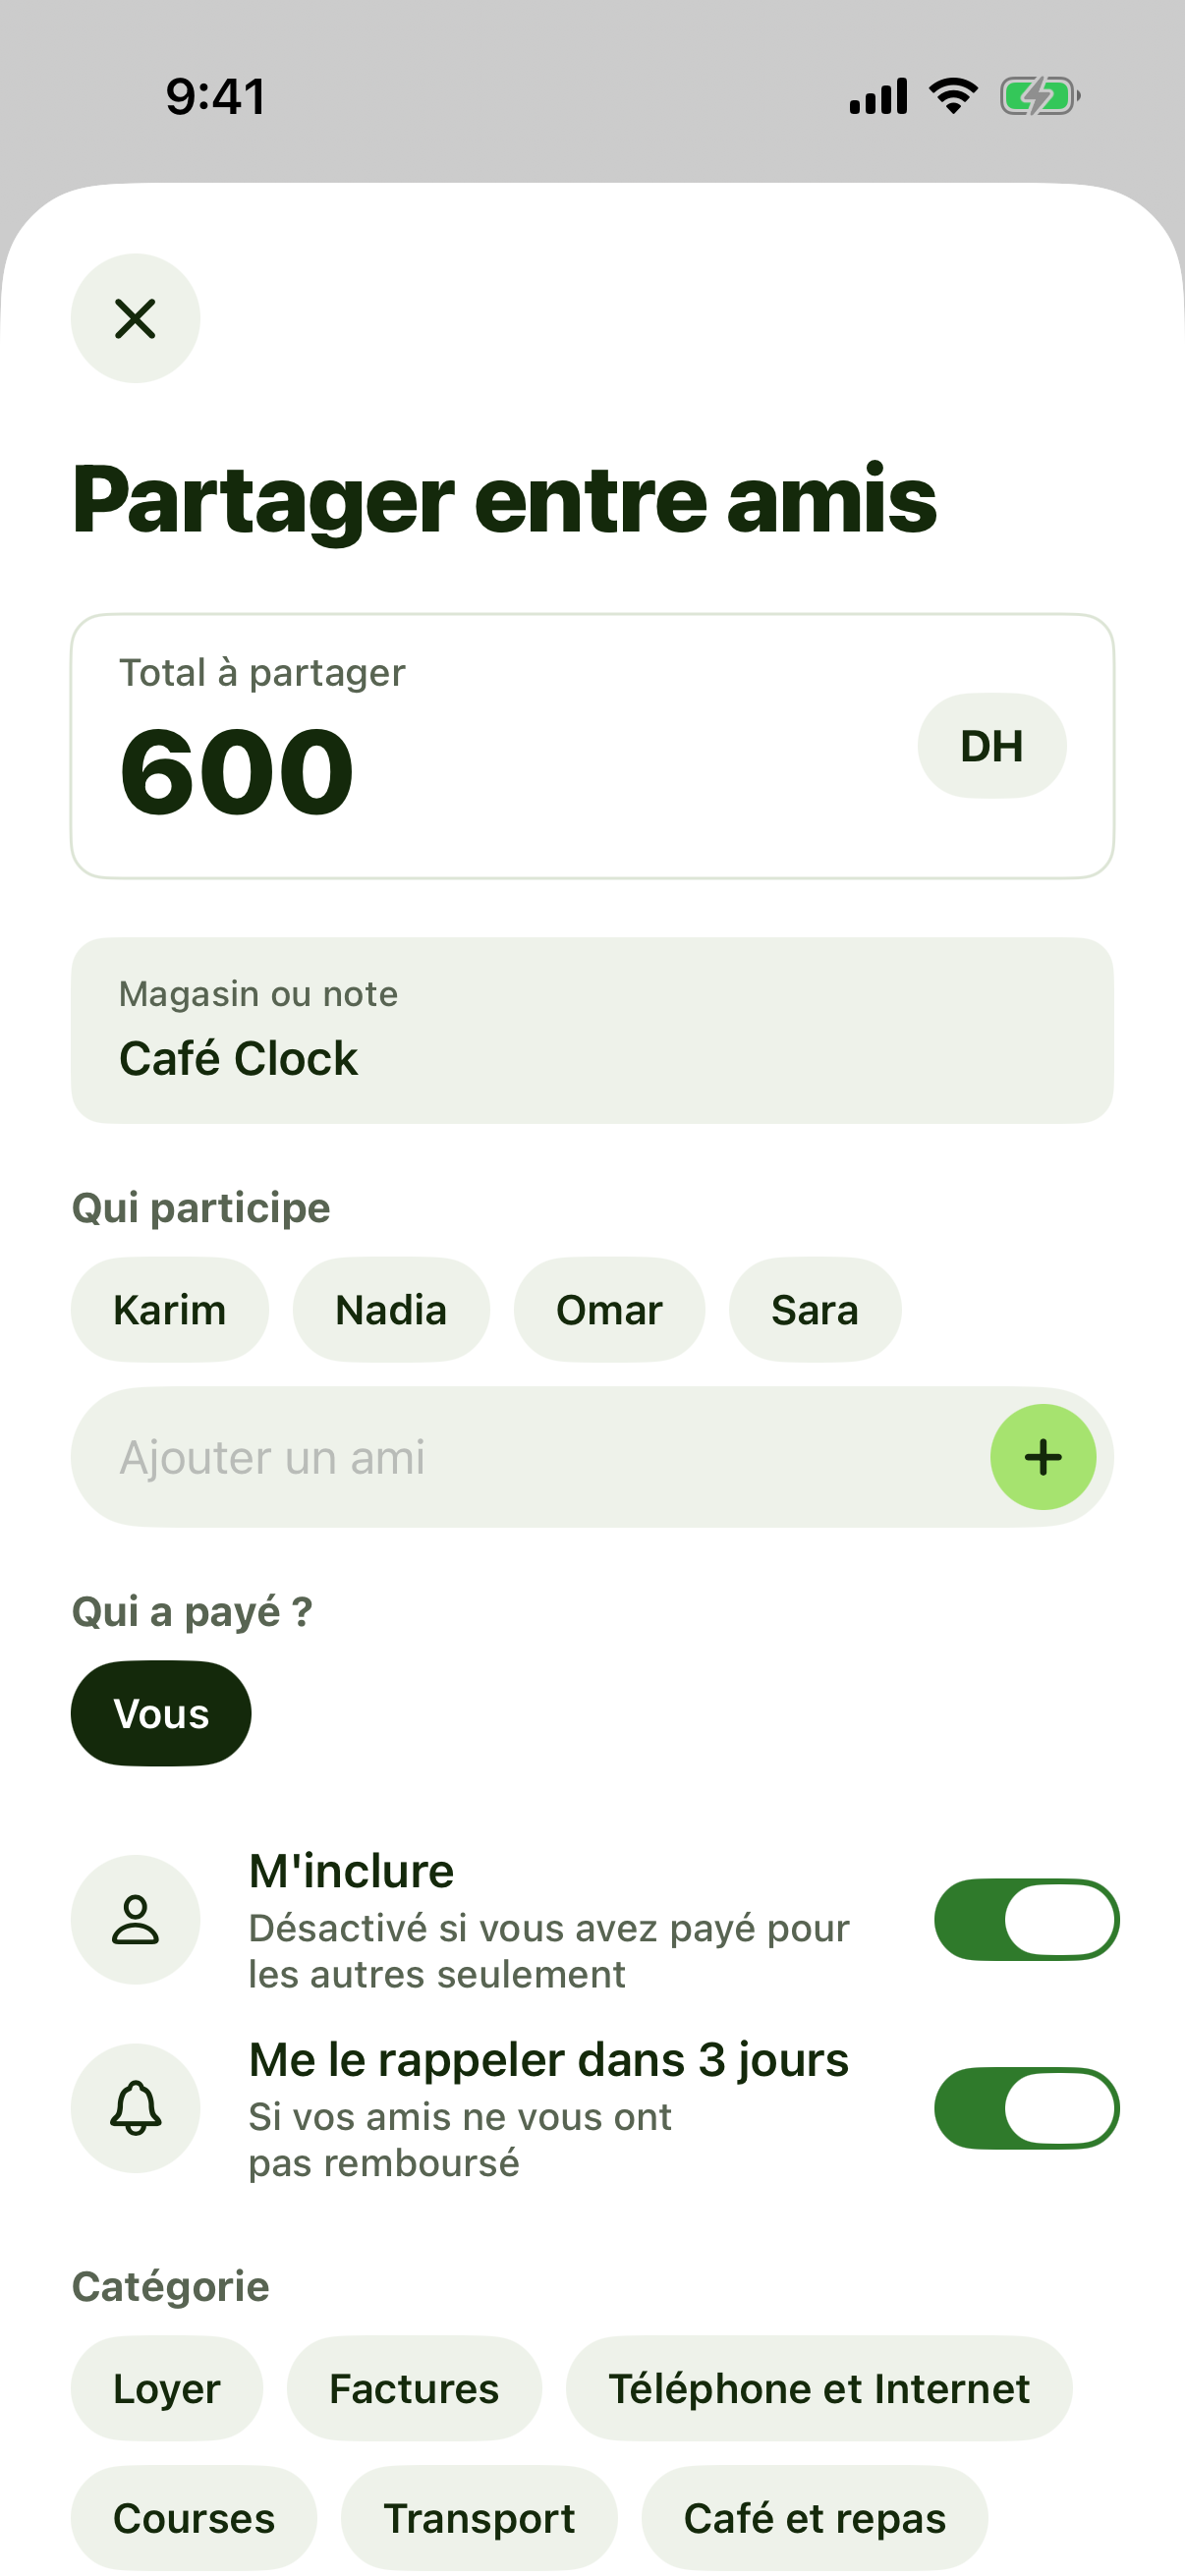 9:41
Partager entre amis
Total à partager
600
DH
Magasin ou note
Café Clock
Qui participe
Karim
Nadia
Omar
Sara
Ajouter un ami
Qui a payé ?
Vous
M'inclure
Désactivé si vous avez payé pour
les autres seulement
Me le rappeler dans 3 jours
Si vos amis ne vous ont
pas remboursé
Catégorie
Loyer
Factures
Téléphone et Internet
Courses
Transport
Café et repas